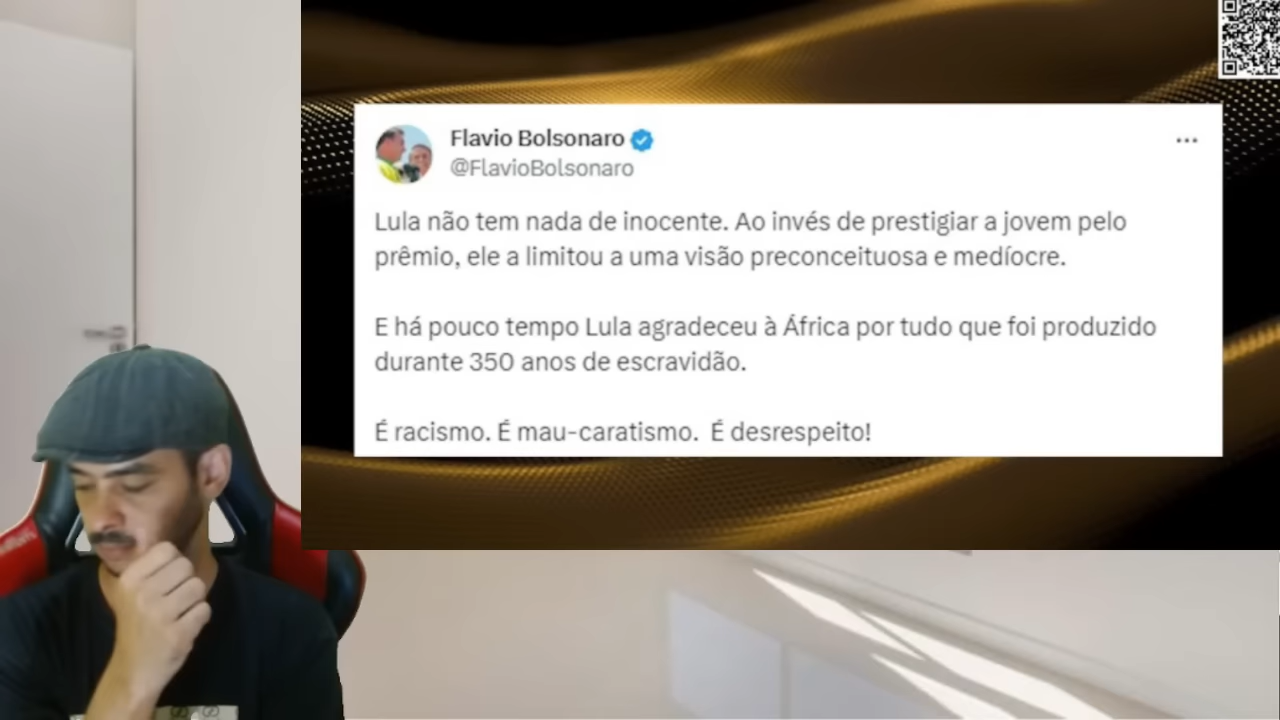 Flavio Bolsonaro
@FlavioBolsonaro
Lula não tem nada de inocente. Ao invés de prestigiar a jovem pelo
prêmio, ele a limitou a uma visão preconceituosa e medíocre.
E há pouco tempo Lula agradeceu à África por tudo que foi produzido
durante 350 anos de escravidão.
É racismo. É mau-caratismo.  É desrespeito!